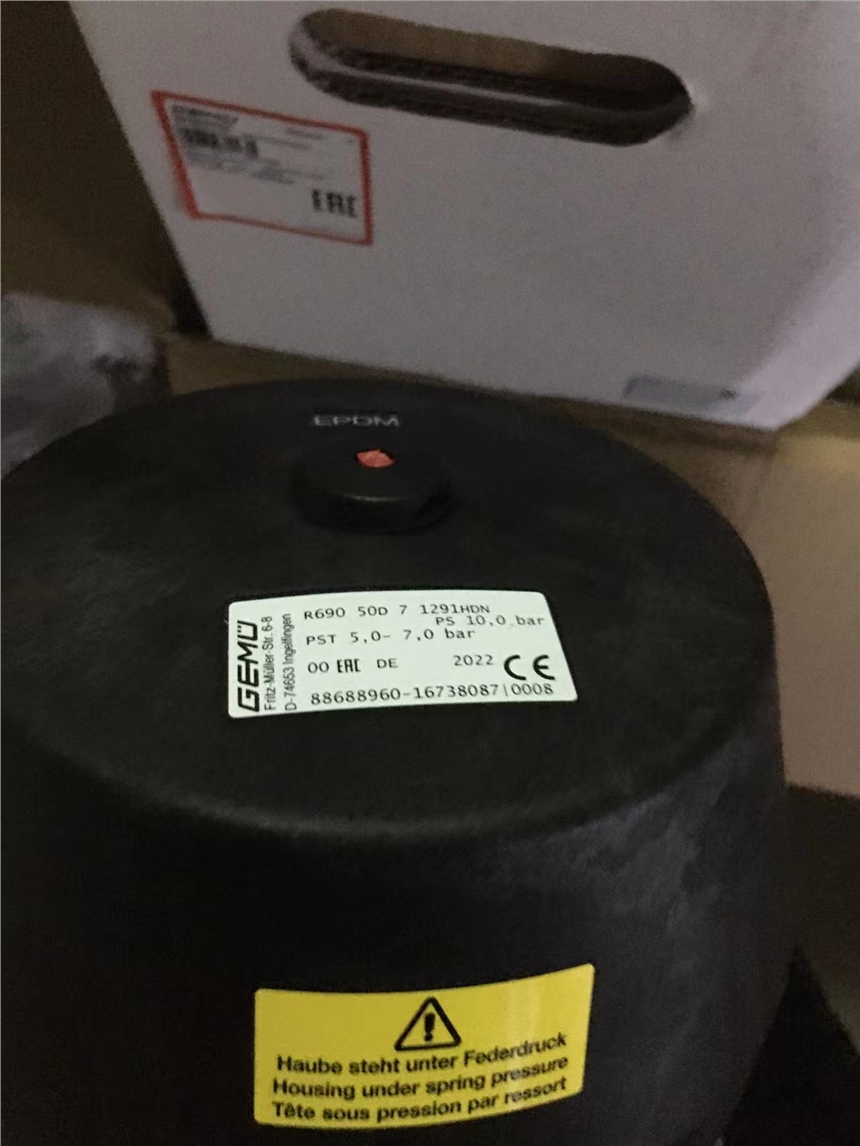 EAC
EPDM
GEMÜ
Fritz-Müller-Str. 6-8
D-74653 Ingelfingen
R690 50D 7 1291HDN
PS 10,0 bar
PST 5,0- 7,0 bar
00 EAC DE 2022 CE
88688960-16738087|0008
Haube steht unter Federdruck
Housing under spring pressure
Tête sous pression par ressort